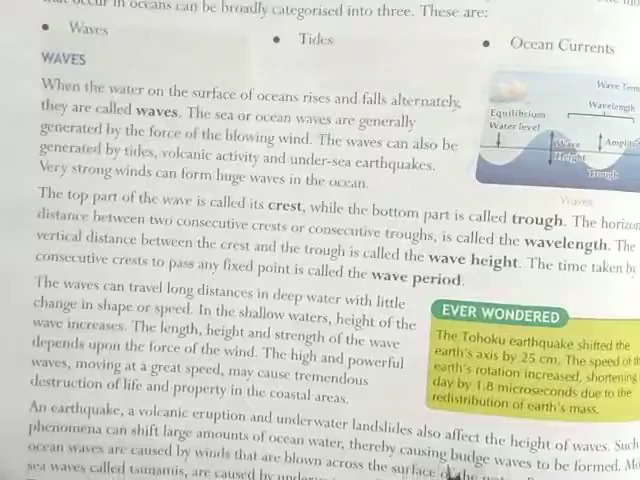 occur in oceans can be broadly categorised into three. These are:
• Waves
• Tides
• Ocean Currents
WAVES
When the water on the surface of oceans rises and falls alternately,
they are called waves. The sea or ocean waves are generally
generated by the force of the blowing wind. The waves can also be
generated by tides, volcanic activity and under-sea earthquakes.
Very strong winds can form huge waves in the ocean.
Wave
Wavelength
Equilibrium
Water level
Wave
Height
Trough
Waves
The top part of the wave is called its crest, while the bottom part is called trough. The
distance between two consecutive crests or consecutive troughs, is called the wavelength. The
vertical distance between the crest and the trough is called the wave height. The time taken by
consecutive crests to pass any fixed point is called the wave period.
The waves can travel long distances in deep water with little
change in shape or speed. In the shallow waters, height of the
wave increases. The length, height and strength of the wave
depends upon the force of the wind. The high and powerful
waves, moving at a great speed, may cause tremendous
destruction of life and property in the coastal areas.
EVER WONDERED
The Tohoku earthquake shifted the
earth's axis by 25 cm. The speed of
earth's rotation increased, shortening
day by 1.8 microseconds due to the
redistribution of earth's mass.
An earthquake, a volcanic eruption and underwater landslides also affect the height of waves. Such
phenomena can shift large amounts of ocean water, thereby causing budge waves to be formed.
ocean waves are caused by winds that are blown across the surface of the
sea waves called tsunamis, are caused by